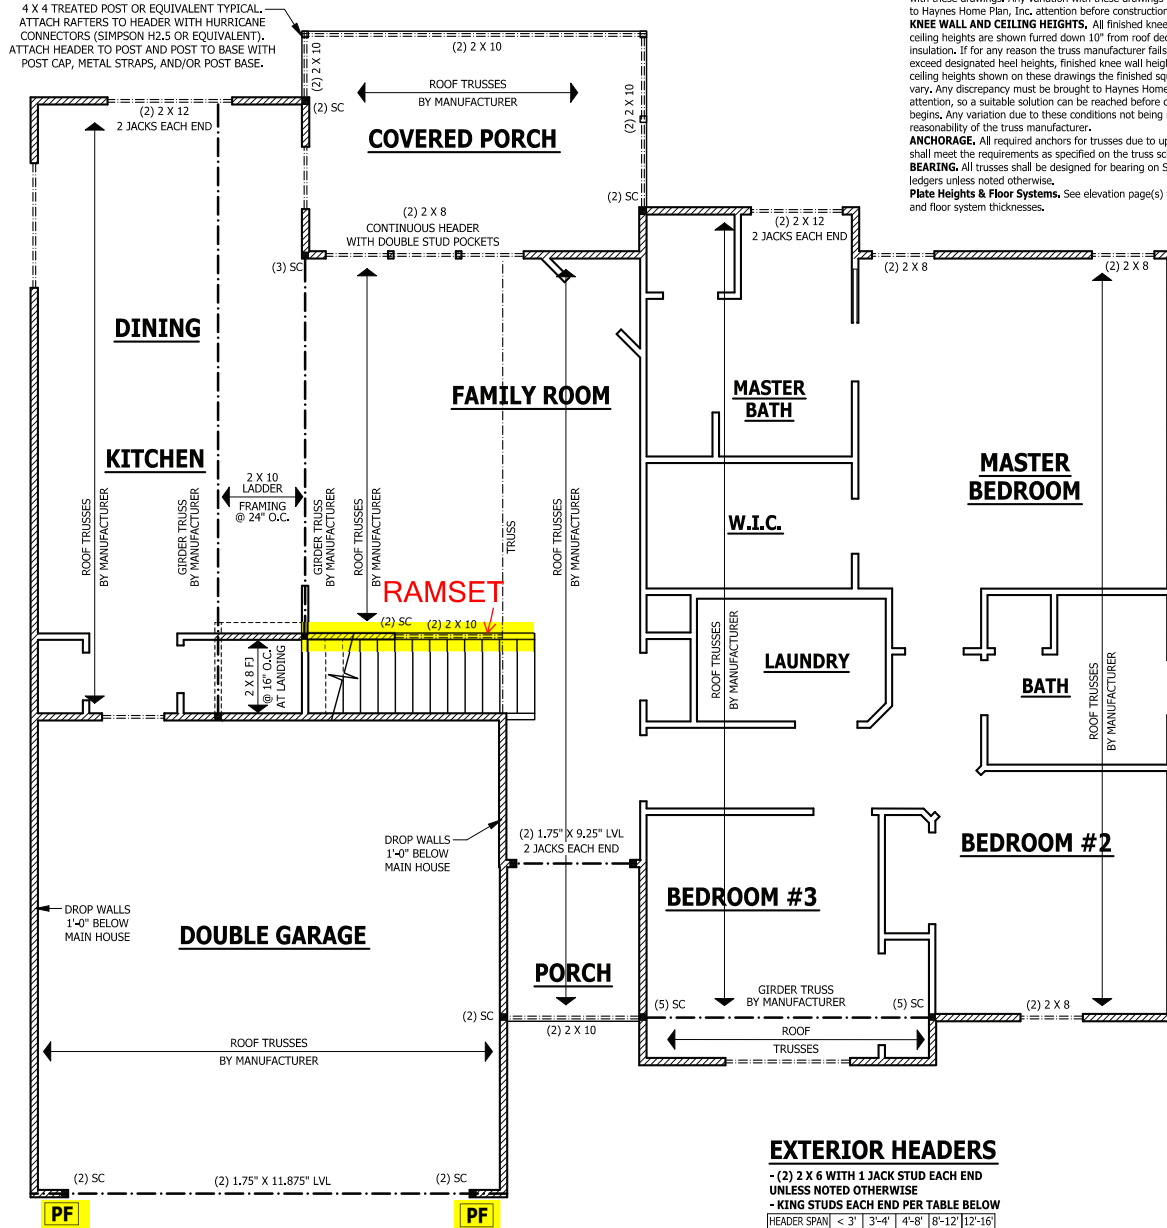 4 X 4 TREATED POST OR EQUIVALENT TYPICAL.
ATTACH RAFTERS TO HEADER WITH HURRICANE
CONNECTORS (SIMPSON H2.5 OR EQUIVALENT).
ATTACH HEADER TO POST AND POST TO BASE WITH
POST CAP, METAL STRAPS, AND/OR POST BASE.
to Haynes Home Plan, Inc. attention before construction
KNEE WALL AND CEILING HEIGHTS. All finished knee
ceiling heights are shown furred down 10" from roof dec
insulation. If for any reason the truss manufacturer fails
exceed designated heel heights, finished knee wall heigh
ceiling heights shown on these drawings the finished squ
vary. Any discrepancy must be brought to Haynes Home
attention, so a suitable solution can be reached before c
begins. Any variation due to these conditions not being
reasonability of the truss manufacturer.
ANCHORAGE. All required anchors for trusses due to up
shall meet the requirements as specified on the truss sc
BEARING. All trusses shall be designed for bearing on S
ledgers unless noted otherwise.
Plate Heights & Floor Systems. See elevation page(s)
and floor system thicknesses.
(2) 2 X 10
(2) 2 X 10
ROOF TRUSSES
BY MANUFACTURER
(2) 2 X 10
(2) 2 X 12
2 JACKS EACH END
(2) SC
COVERED PORCH
(2) SC
(2) 2 X 8
CONTINUOUS HEADER
WITH DOUBLE STUD POCKETS
(2) 2 X 12
2 JACKS EACH END
(3) SC
(2) 2 X 8
(2) 2 X 8
DINING
FAMILY ROOM
MASTER
BATH
KITCHEN
2 X 10
LADDER
FRAMING
@ 24" O.C.
MASTER
BEDROOM
ROOF TRUSSES
BY MANUFACTURER
GIRDER TRUSS
BY MANUFACTURER
GIRDER TRUSS
BY MANUFACTURER
ROOF TRUSSES
BY MANUFACTURER
TRUSS
ROOF TRUSSES
BY MANUFACTURER
W.I.C.
RAMSET
(2) SC
(2) 2 X 10
2 X 8 FJ
@ 16" O.C.
AT LANDING
ROOF TRUSSES
BY MANUFACTURER
LAUNDRY
BATH
ROOF TRUSSES
BY MANUFACTURER
DROP WALLS
1'-0" BELOW
MAIN HOUSE
(2) 1.75" X 9.25" LVL
2 JACKS EACH END
BEDROOM #2
BEDROOM #3
DROP WALLS
1'-0" BELOW
MAIN HOUSE
DOUBLE GARAGE
PORCH
GIRDER TRUSS
BY MANUFACTURER
(5) SC
(5) SC
(2) SC
(2) 2 X 10
(2) 2 X 8
ROOF TRUSSES
BY MANUFACTURER
ROOF
TRUSSES
(2) SC
(2) 1.75" X 11.875" LVL
(2) SC
PF
PF
EXTERIOR HEADERS
- (2) 2 X 6 WITH 1 JACK STUD EACH END
UNLESS NOTED OTHERWISE
- KING STUDS EACH END PER TABLE BELOW
HEADER SPAN < 3' 3'-4' 4'-8' 8'-12' 12'-16'